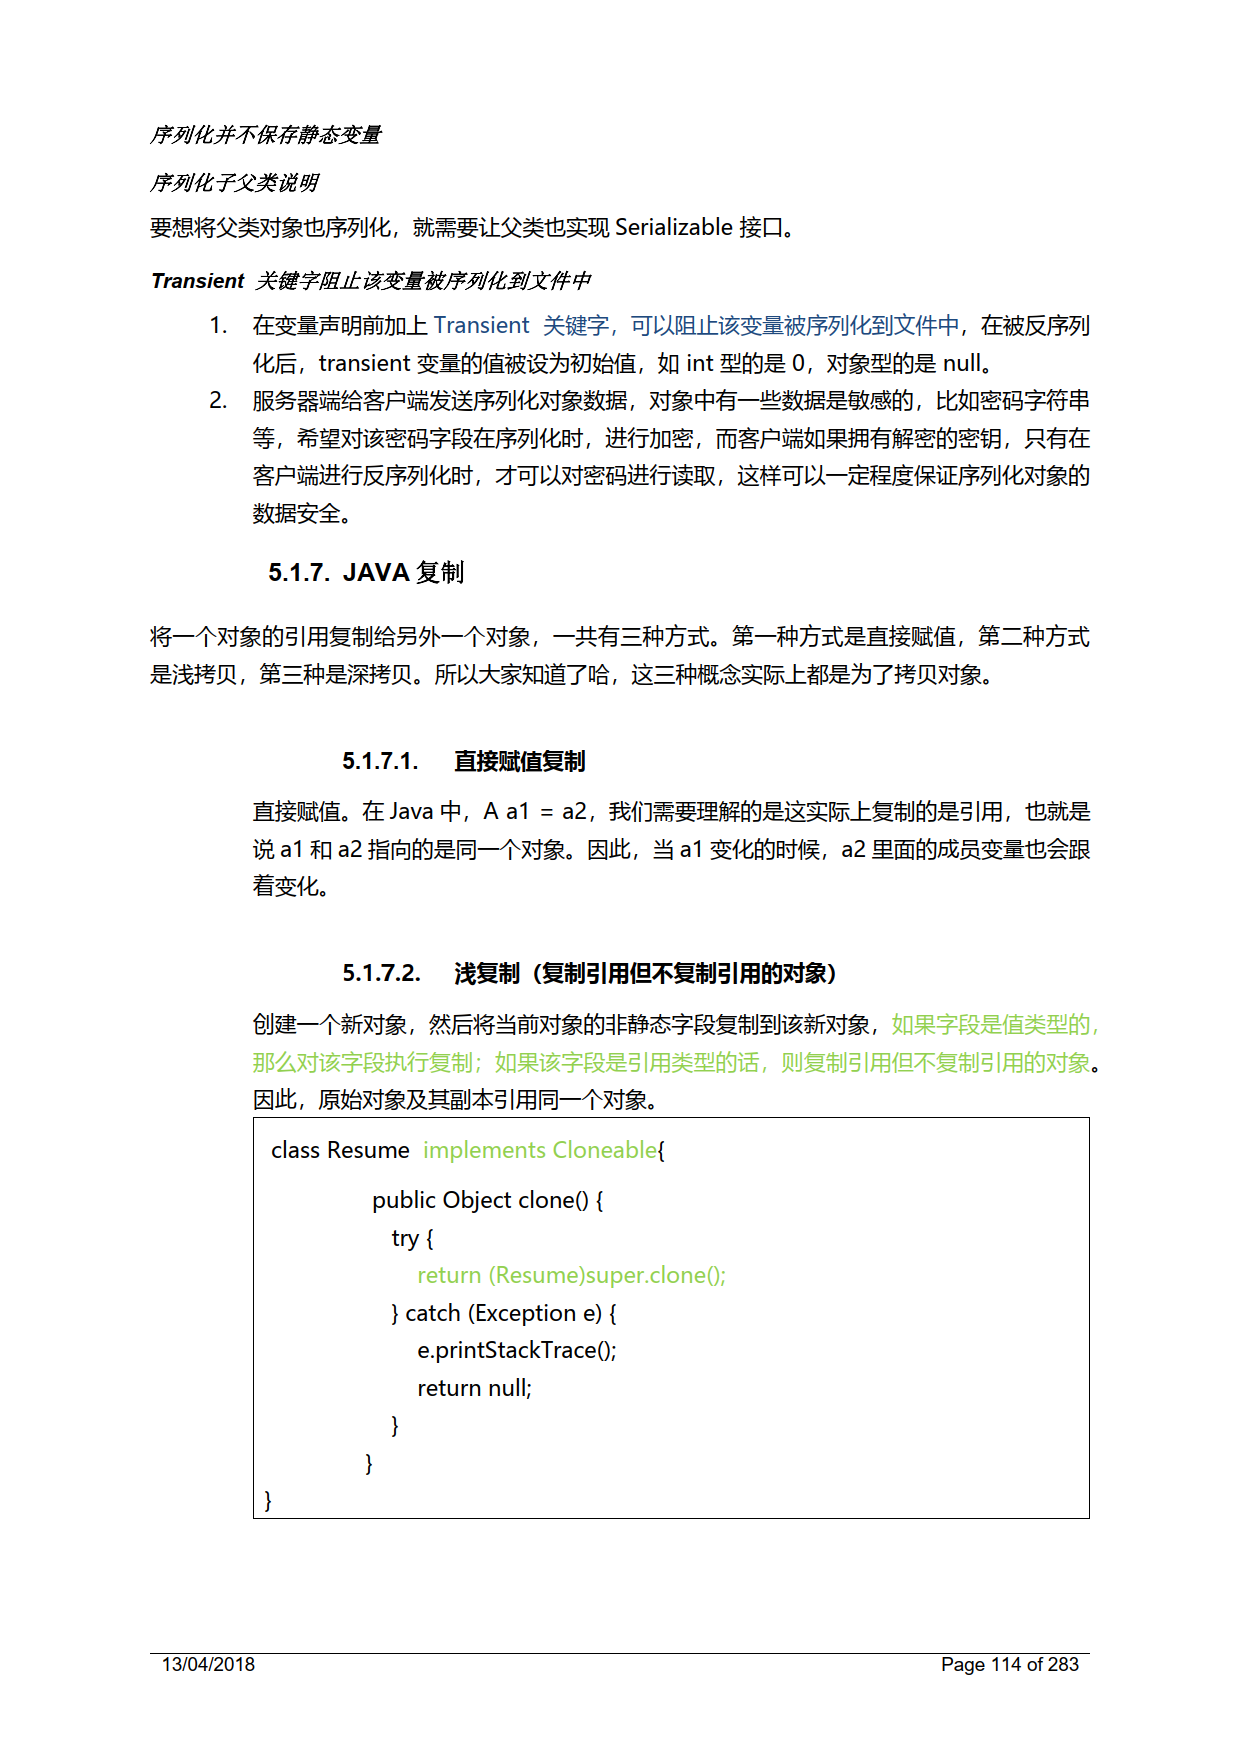 序列化并不保存静态变量
序列化子父类说明
要想将父类对象也序列化，就需要让父类也实现 Serializable 接口。
Transient 关键字阻止该变量被序列化到文件中
1. 在变量声明前加上 Transient 关键字，可以阻止该变量被序列化到文件中，在被反序列
化后，transient 变量的值被设为初始值，如 int 型的是 0，对象型的是 null。
2. 服务器端给客户端发送序列化对象数据，对象中有一些数据是敏感的，比如密码字符串
等，希望对该密码字段在序列化时，进行加密，而客户端如果拥有解密的密钥，只有在
客户端进行反序列化时，才可以对密码进行读取，这样可以一定程度保证序列化对象的
数据安全。
5.1.7. JAVA 复制
将一个对象的引用复制给另外一个对象，一共有三种方式。第一种方式是直接赋值，第二种方式
是浅拷贝，第三种是深拷贝。所以大家知道了哈，这三种概念实际上都是为了拷贝对象。
5.1.7.1. 直接赋值复制
直接赋值。在 Java 中，A a1 = a2，我们需要理解的是这实际上复制的是引用，也就是
说 a1 和 a2 指向的是同一个对象。因此，当 a1 变化的时候，a2 里面的成员变量也会跟
着变化。
5.1.7.2. 浅复制（复制引用但不复制引用的对象）
创建一个新对象，然后将当前对象的非静态字段复制到该新对象，如果字段是值类型的，
那么对该字段执行复制；如果该字段是引用类型的话，则复制引用但不复制引用的对象。
因此，原始对象及其副本引用同一个对象。
class Resume implements Cloneable{
public Object clone() {
try {
return (Resume)super.clone();
} catch (Exception e) {
e.printStackTrace();
return null;
}
}
}
13/04/2018 Page 114 of 283